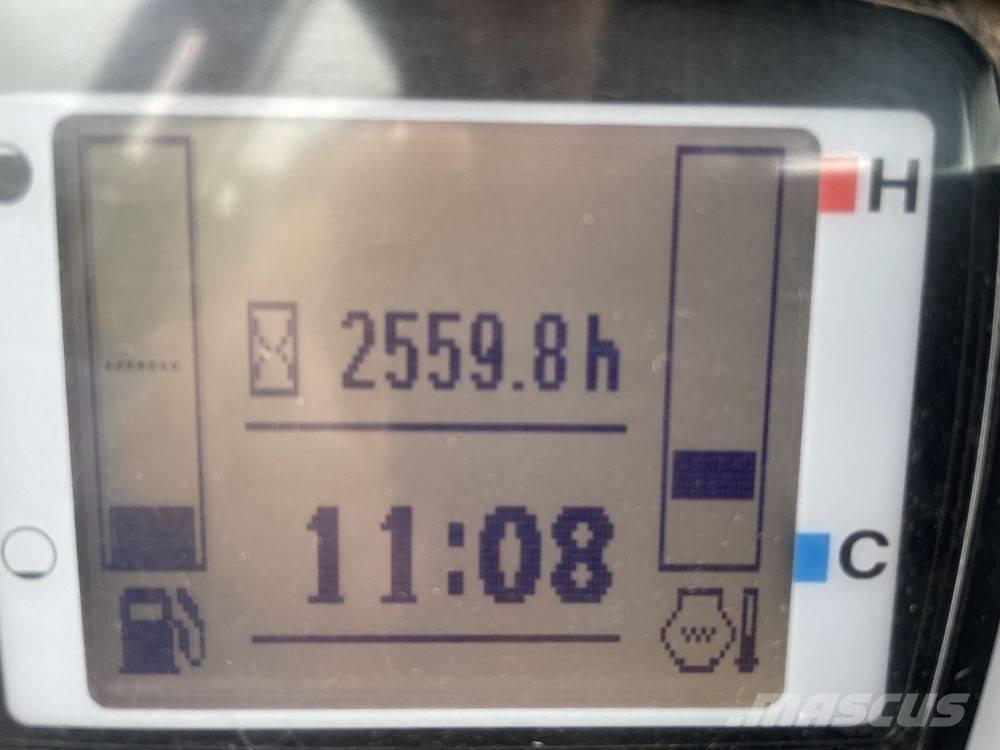 H
2559.8h
11:08
C
MASCUS